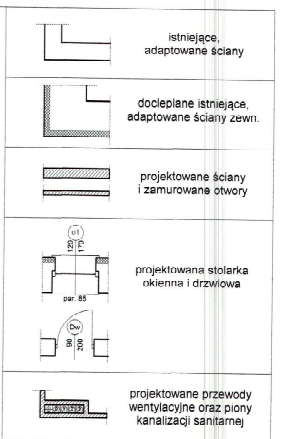 istniejące,
adaptowane ściany
docieplane istniejące,
adaptowane ściany zewn.
projektowane ściany
i zamurowane otwory
o1
120
170
par. 85
projektowana stolarka
okienna i drzwiowa
Dw
90
200
projektowane przewody
wentylacyjne oraz piony
kanalizacji sanitarnej